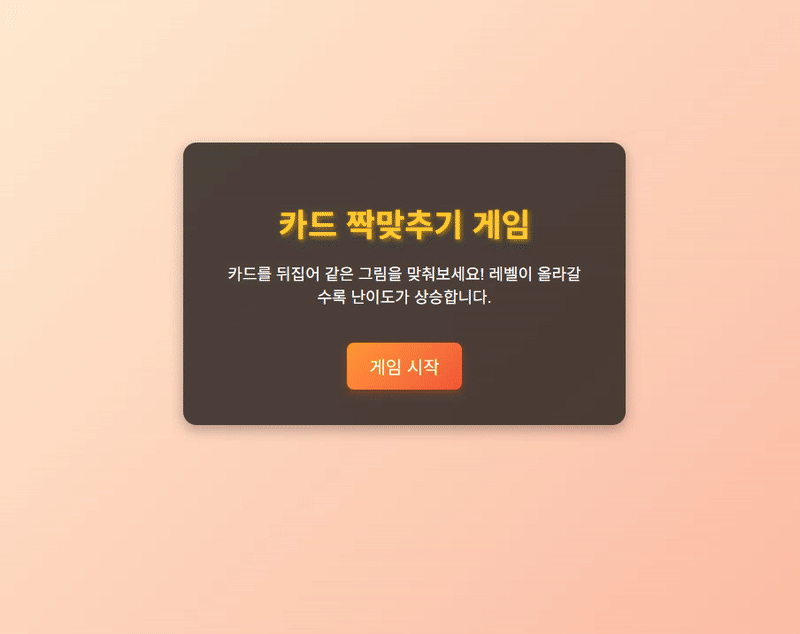 카드 짝맞추기 게임
카드를 뒤집어 같은 그림을 맞춰보세요! 레벨이 올라갈
수록 난이도가 상승합니다.
게임 시작